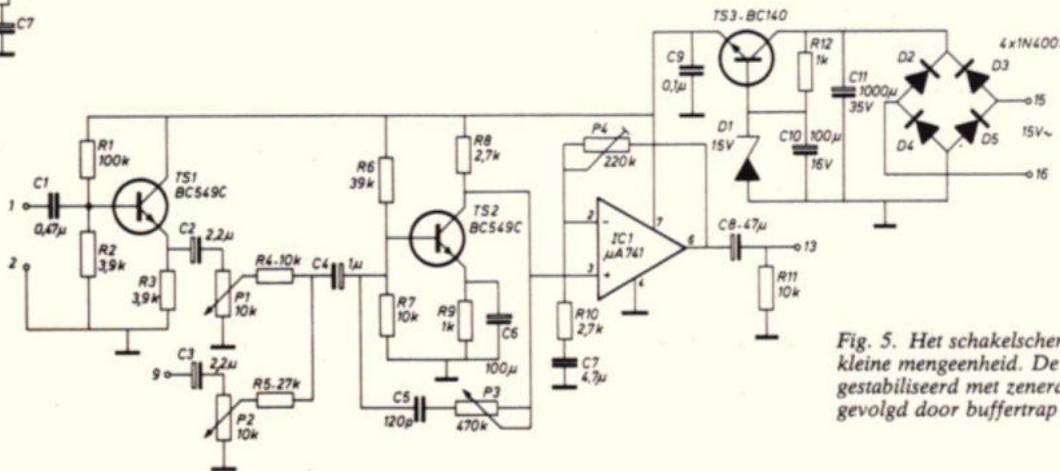 C7
TS3-BC140
C9
0,1µ
R12
1k
C11
1000µ
35V
D2
D3
D4
D5
15
15V~
16
D1
15V
C10
100µ
16V
R1
100k
TS1
BC549C
1
C1
0,47µ
2
R2
3,9k
R3
3,9k
C2
2,2µ
P1
10k
R4-10k
C4
1µ
9
C3
2,2µ
P2
10k
R5-27k
R6
39k
R8
2,7k
TS2
BC549C
R7
10k
R9
1k
C6
100µ
C5
120p
P3
470k
P4
220k
2
-
3
+
IC1
µA741
7
6
4
R10
2,7k
C7
4,7µ
C8-47µ
13
R11
10k
Fig. 5. Het schakelscher
kleine mengeenheid. De
gestabiliseerd met zenerd
gevolgd door buffertrap